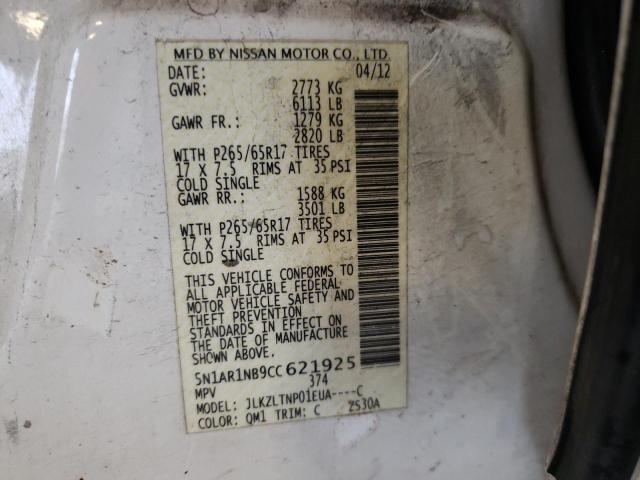 MFD BY NISSAN MOTOR CO., LTD.
DATE: 04/12
GVWR: 2773 KG
6113 LB
GAWR FR.: 1279 KG
2820 LB
WITH P265/65R17 TIRES
17 X 7.5 RIMS AT 35 PSI
COLD SINGLE
GAWR RR.: 1588 KG
3501 LB
WITH P265/65R17 TIRES
17 X 7.5 RIMS AT 35 PSI
COLD SINGLE
THIS VEHICLE CONFORMS TO
ALL APPLICABLE FEDERAL
MOTOR VEHICLE SAFETY AND
THEFT PREVENTION
STANDARDS IN EFFECT ON
THE DATE OF MANUFACTURE
SHOWN ABOVE.
5N1AR1NB9CC621925
MPV 374
MODEL: JLKZLTNP01EUA----C
COLOR: QM1 TRIM: C 2530A